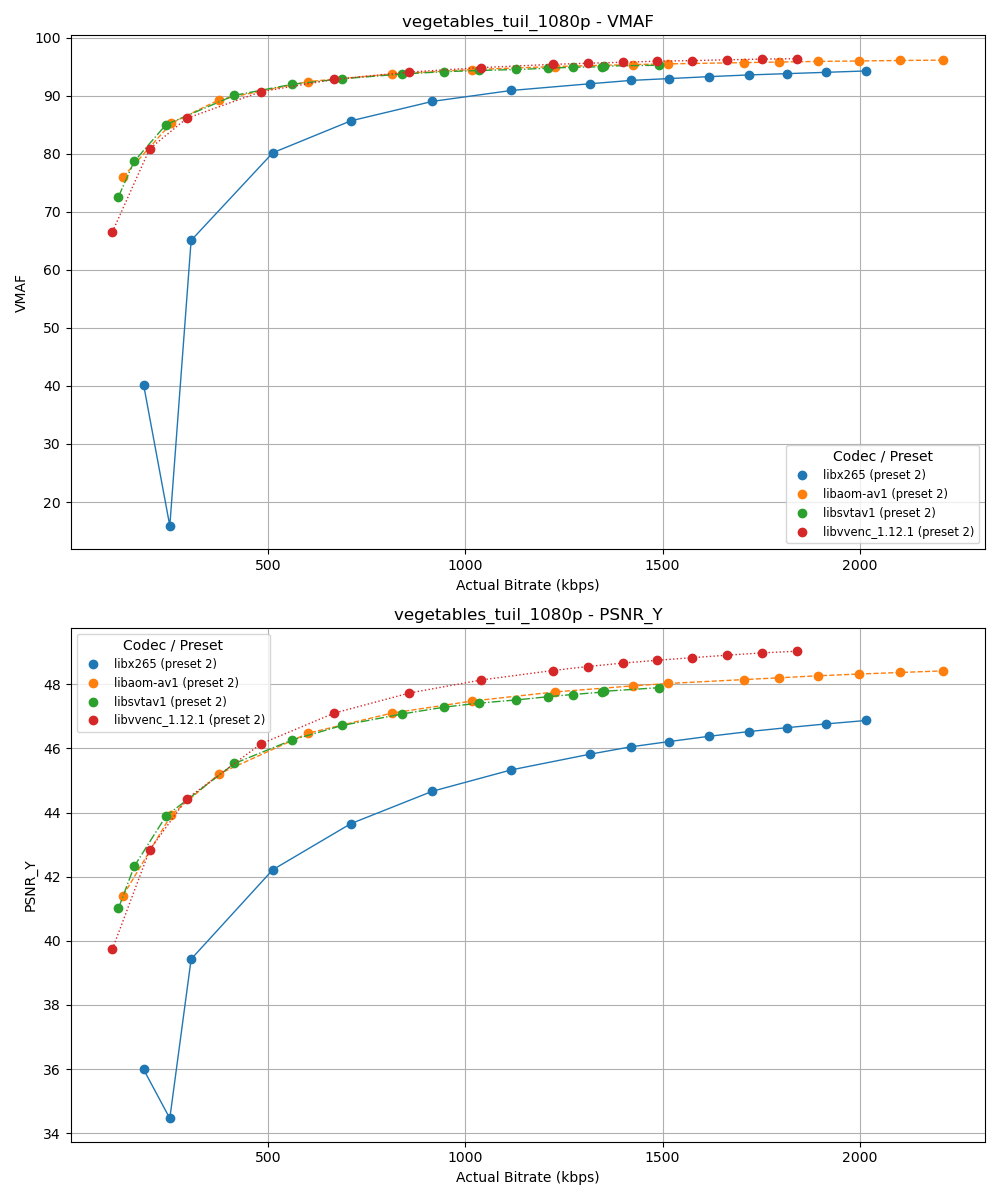 vegetables_tuil_1080p - VMAF
100
90
80
70
60
50
40
30
20
VMAF
Codec / Preset
libx265 (preset 2)
libaom-av1 (preset 2)
libsvtav1 (preset 2)
libvvenc_1.12.1 (preset 2)
500
1000
1500
2000
Actual Bitrate (kbps)
vegetables_tuil_1080p - PSNR_Y
Codec / Preset
libx265 (preset 2)
libaom-av1 (preset 2)
libsvtav1 (preset 2)
libvvenc_1.12.1 (preset 2)
48
46
44
42
40
38
36
34
PSNR_Y
500
1000
1500
2000
Actual Bitrate (kbps)